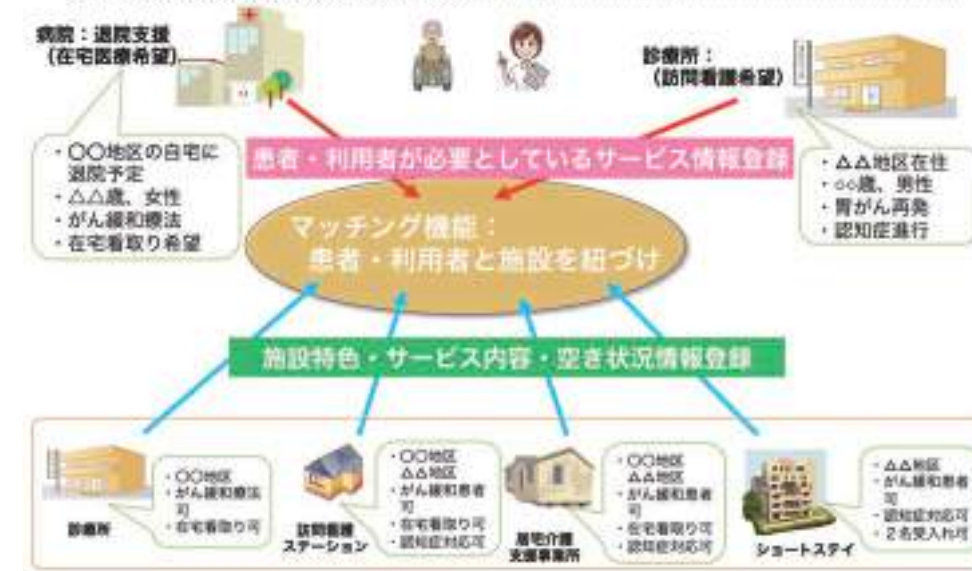 病院：退院支援
（在宅医療希望）
診療所：
（訪問看護希望）
・〇〇地区の自宅に
退院予定
・△△歳、女性
・がん緩和療法
・在宅看取り希望
患者・利用者が必要としているサービス情報登録
・△△地区在住
・○○歳、男性
・胃がん再発
・認知症進行
マッチング機能：
患者・利用者と施設を紐づけ
施設特色・サービス内容・空き状況情報登録
・〇〇地区
・がん緩和療法
可
・在宅看取り可
診療所
・〇〇地区
△△地区
・がん緩和患者
可
・在宅看取り可
・認知症対応可
訪問看護
ステーション
・〇〇地区
△△地区
・がん緩和患者
可
・在宅看取り可
・認知症対応可
居宅介護
支援事業所
・△△地区
・がん緩和患者
可
・認知症対応可
・２名受入れ可
ショートステイ